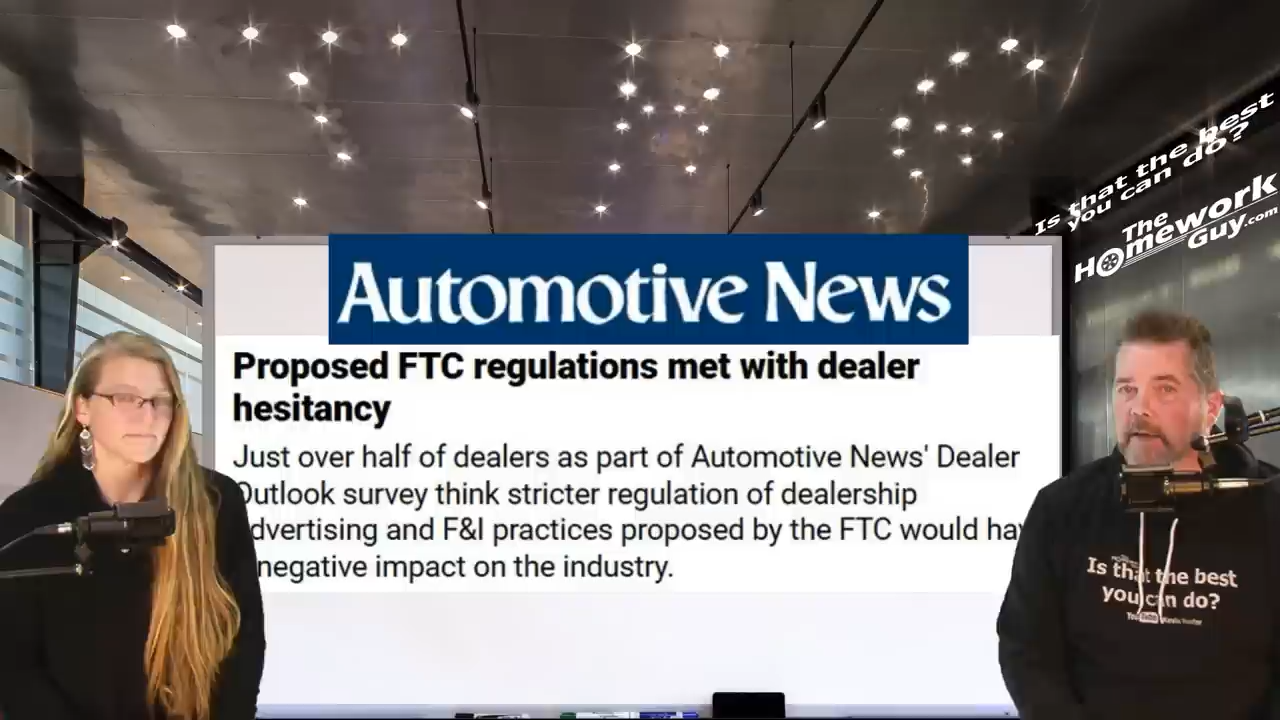 Is that the best
you can do?
The
Homework
Guy.com
Automotive News
Proposed FTC regulations met with dealer
hesitancy
Just over half of dealers as part of Automotive News' Dealer
Outlook survey think stricter regulation of dealership
dvertising and F&I practices proposed by the FTC would hav
negative impact on the industry.
Is that the best
you can do?
YouTube Kevin Hunter